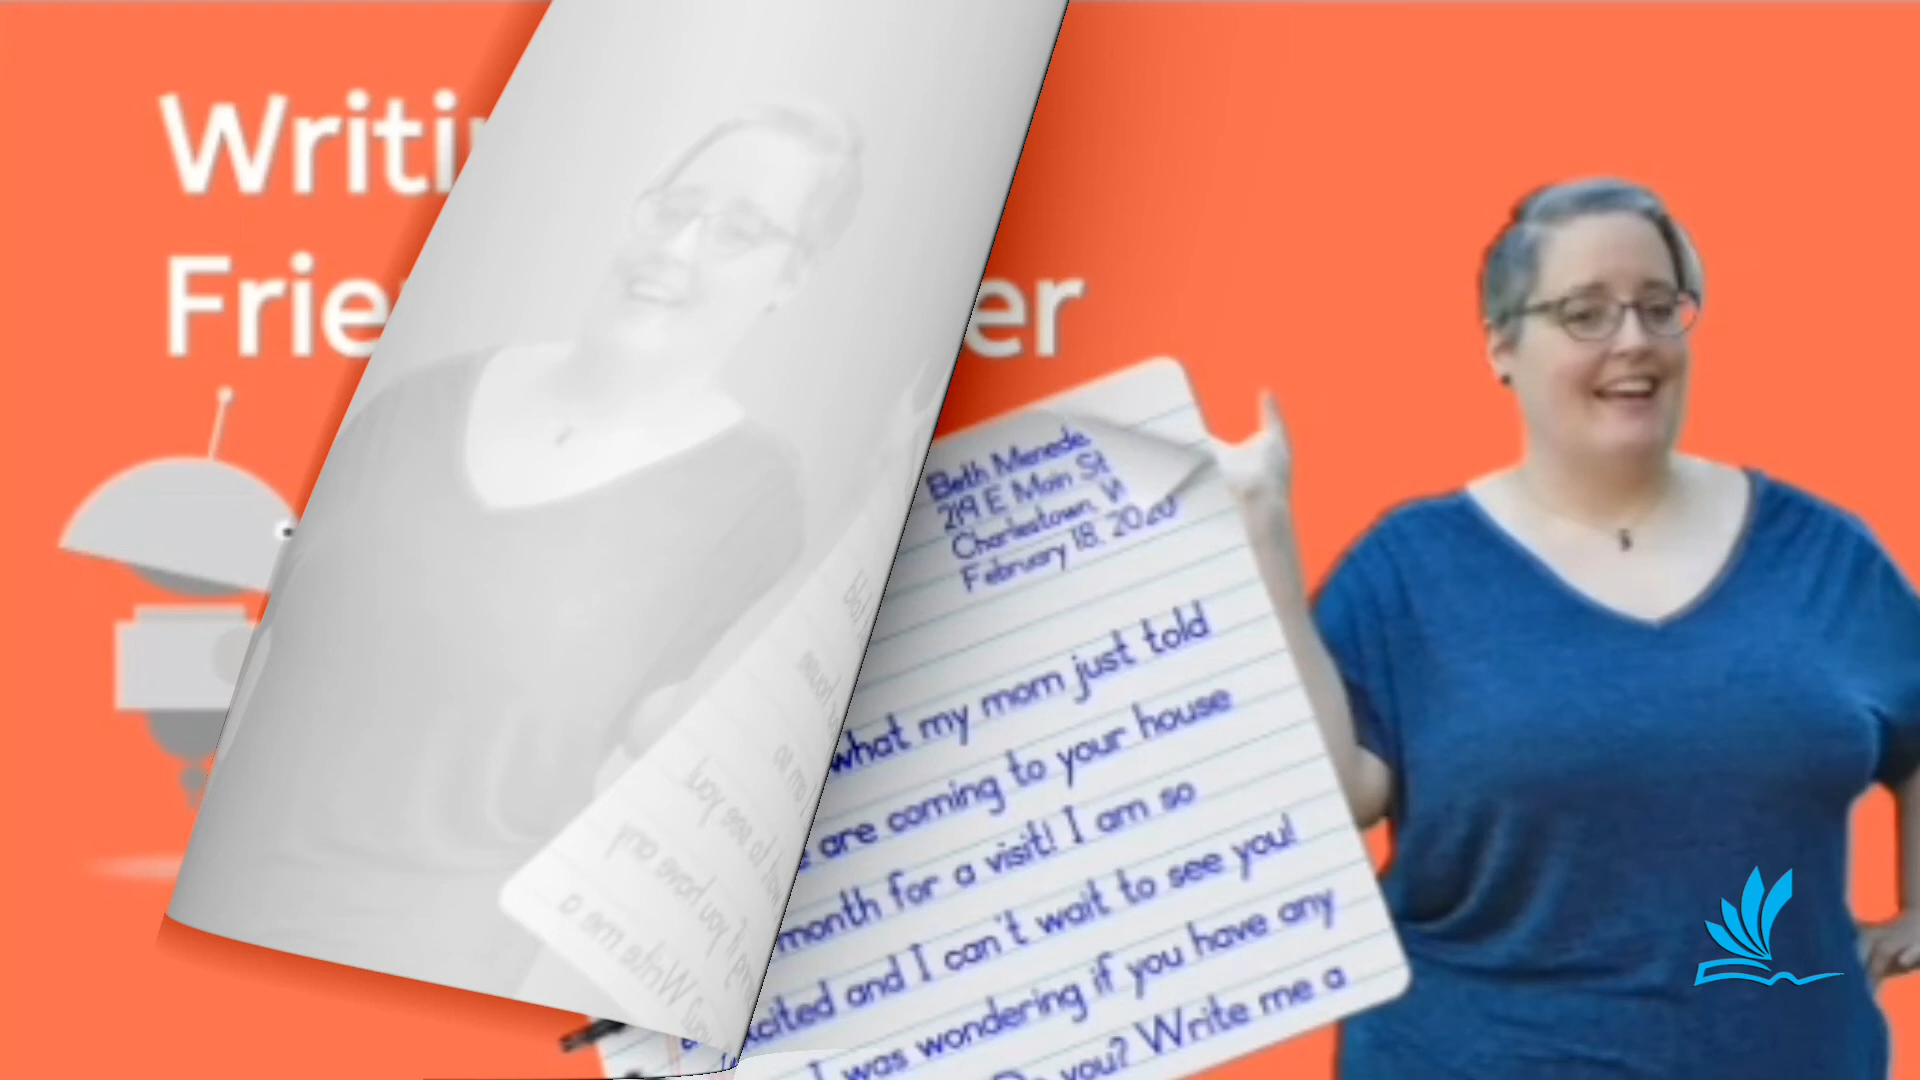 Writi
Frie er
Beth Menede
219 E Main St
Charlestown,
February 18, 2020
what my mom just told
are coming to your house
month for a visit! I am so
cited and I can't wait to see you!
I was wondering if you have any
you? Write me a